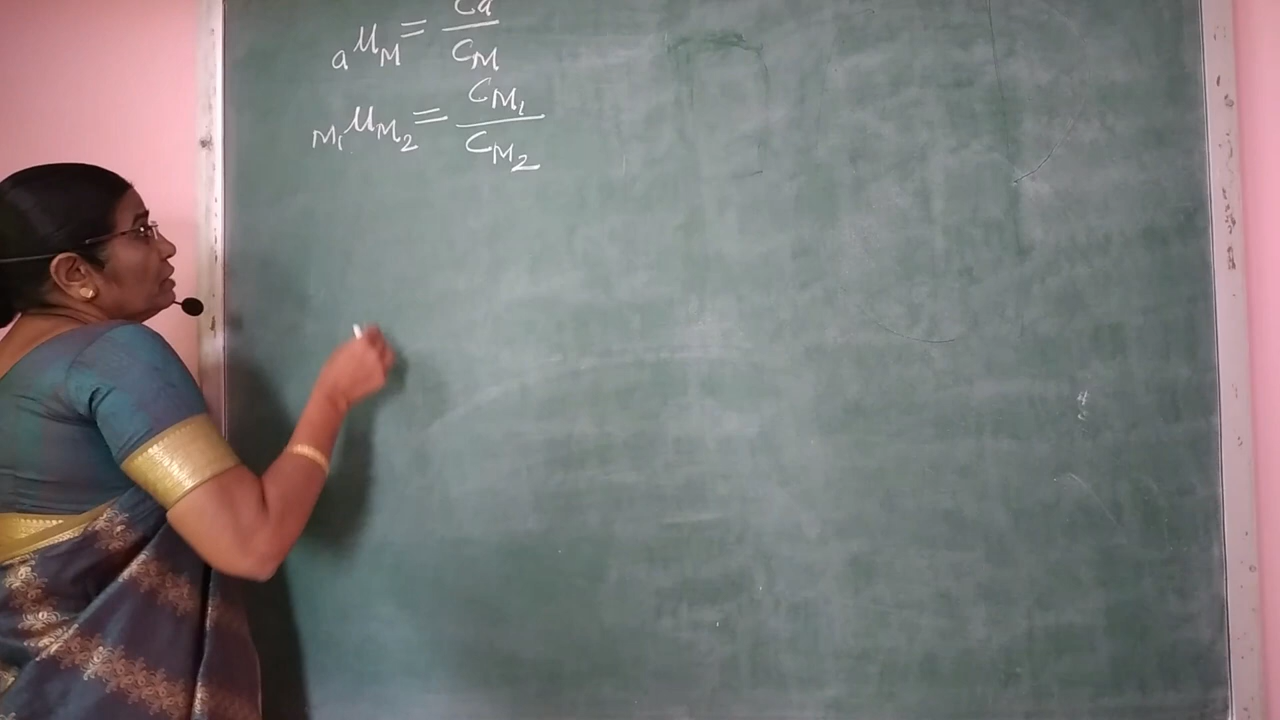 aμM = Ca/CM
M1μM2 = CM1/CM2